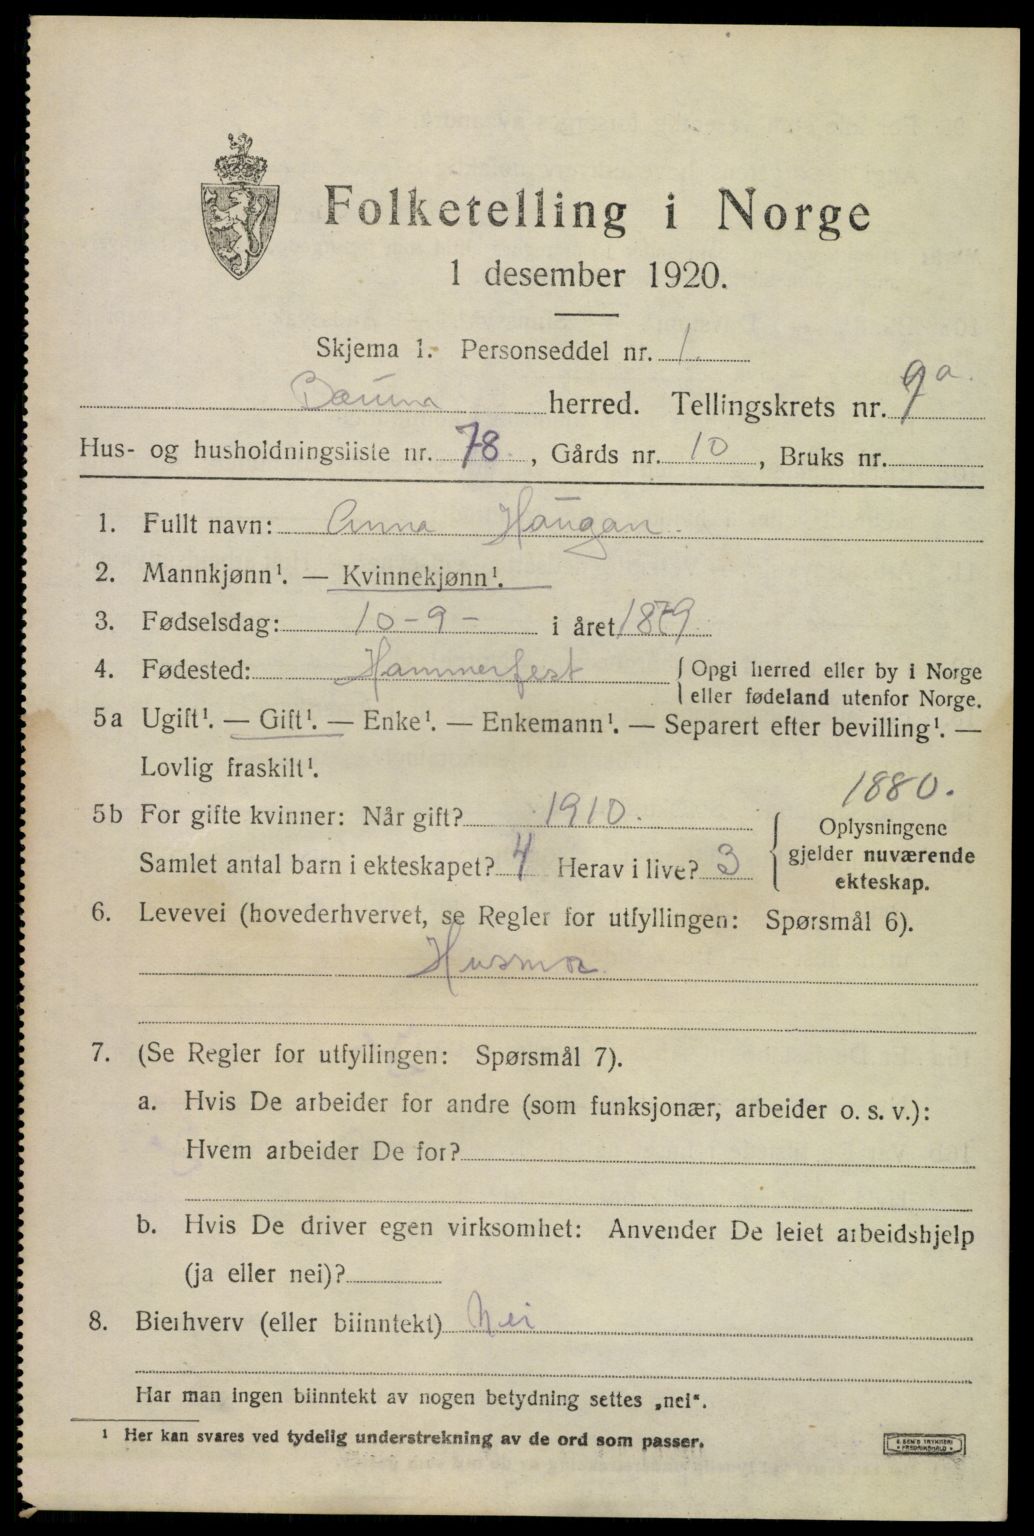 Folketelling i Norge
1 desember 1920.
Skjema 1. Personseddel nr. 1.
Bærum herred. Tellingskrets nr. 9a.
Hus- og husholdningsliste nr. 78, Gårds nr. 10, Bruks nr.
1. Fullt navn: Anna Haugan.
2. Mannkjønn¹. — Kvinnekjønn¹.
3. Fødselsdag: 10-9- i året 1879
4. Fødested: Hammerfest { Opgi herred eller by i Norge
eller fødeland utenfor Norge.
5a Ugift¹. — Gift¹. — Enke¹. — Enkemann¹. — Separert efter bevilling¹. —
Lovlig fraskilt¹.
1880.
5b For gifte kvinner: Når gift? 1910.
Samlet antal barn i ekteskapet? 4 Herav i live? 3
{ Oplysningene
gjelder nuværende
ekteskap.
6. Levevei (hovederhvervet, se Regler for utfyllingen: Spørsmål 6).
Husmor
7. (Se Regler for utfyllingen: Spørsmål 7).
a. Hvis De arbeider for andre (som funksjonær, arbeider o. s. v.):
Hvem arbeider De for?
b. Hvis De driver egen virksomhet: Anvender De leiet arbeidshjelp
(ja eller nei)?
8. Bierhverv (eller biinntekt) Nei
Har man ingen biinntekt av nogen betydning settes „nei“.
¹ Her kan svares ved tydelig understrekning av de ord som passer.